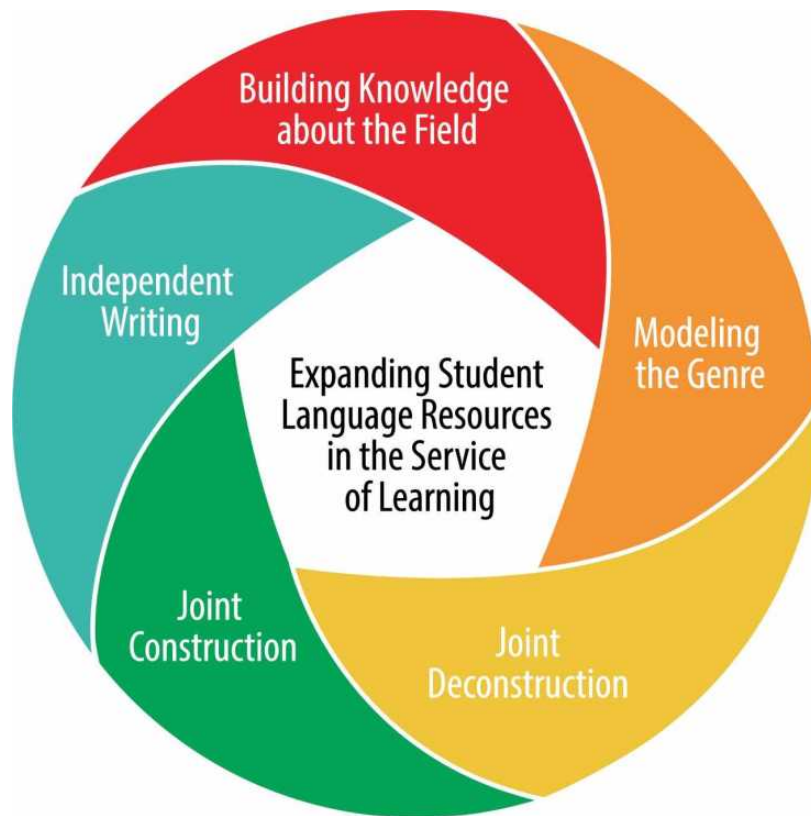 Building Knowledge
about the Field
Modeling
the Genre
Joint
Deconstruction
Joint
Construction
Independent
Writing
Expanding Student
Language Resources
in the Service
of Learning